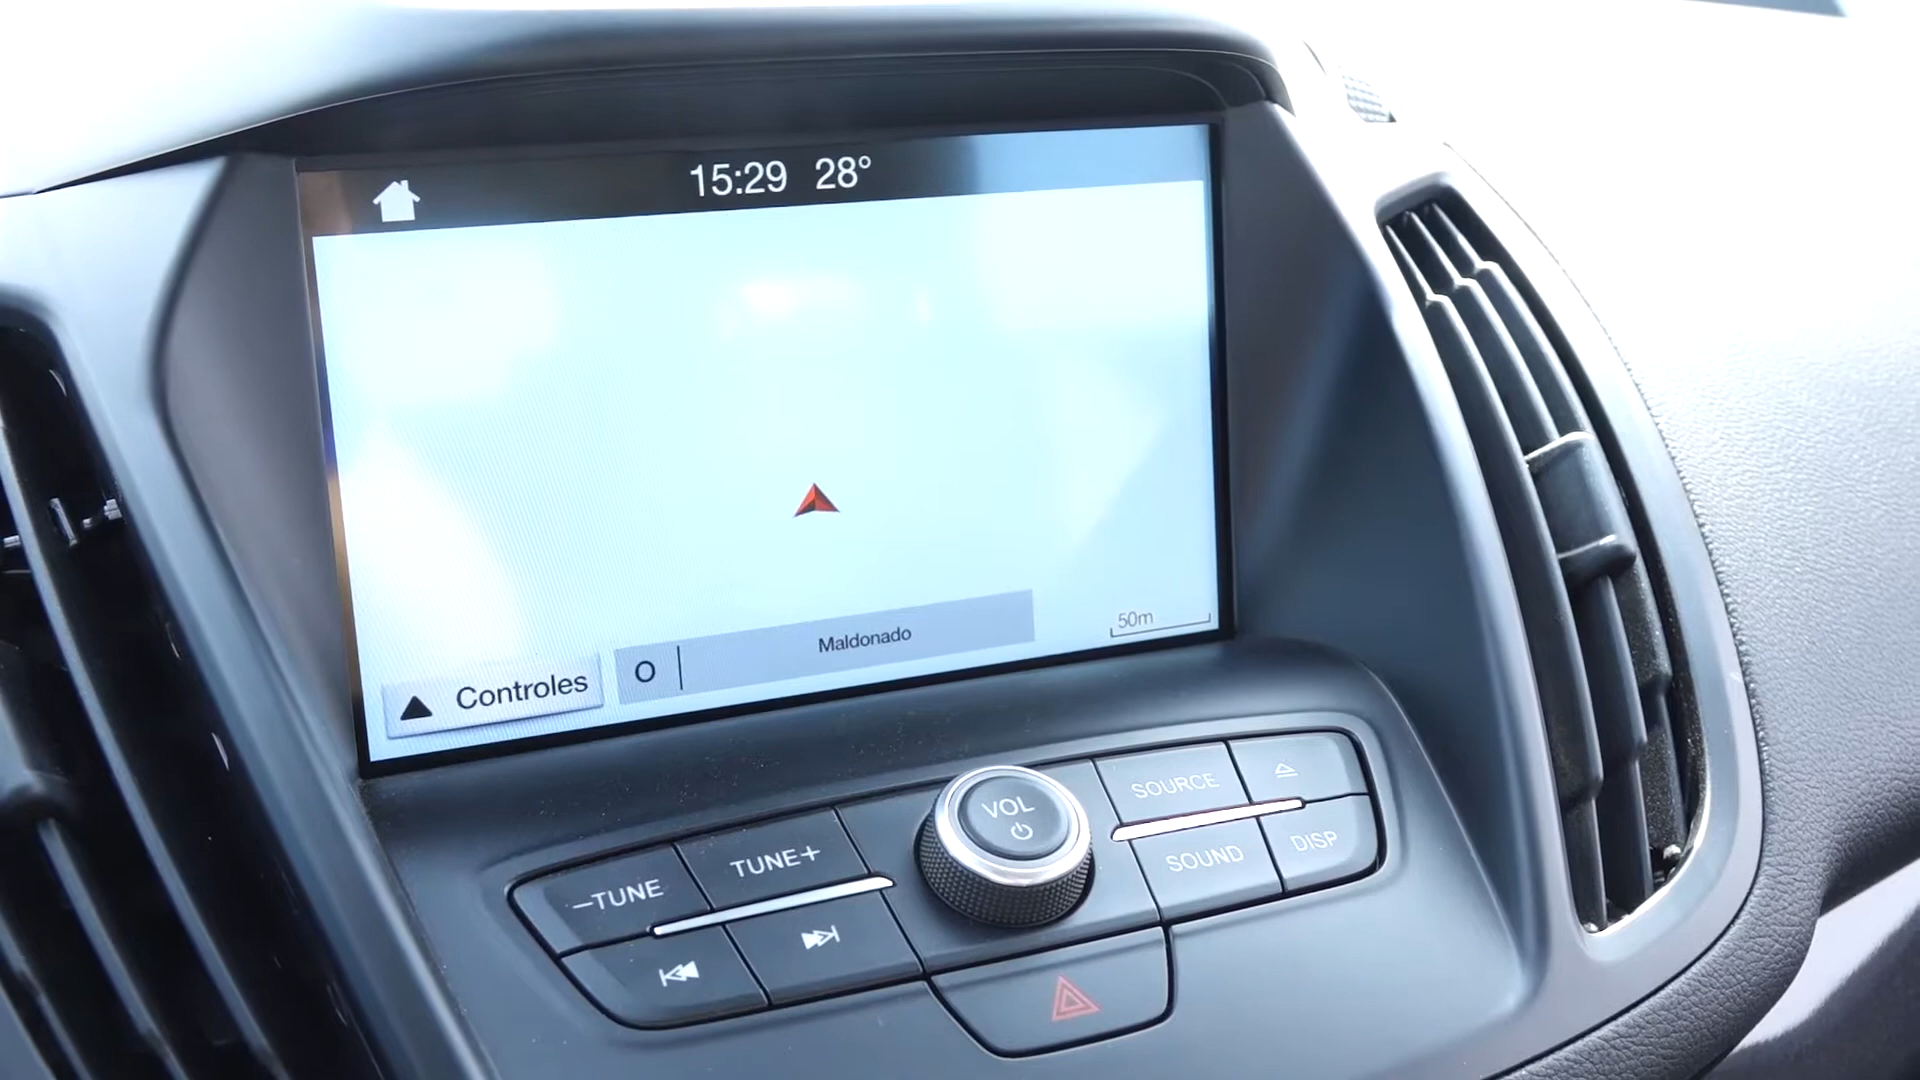 15:29 28°
50m
Maldonado
O
Controles
VOL
SOURCE
–TUNE
TUNE+
SOUND
DISP